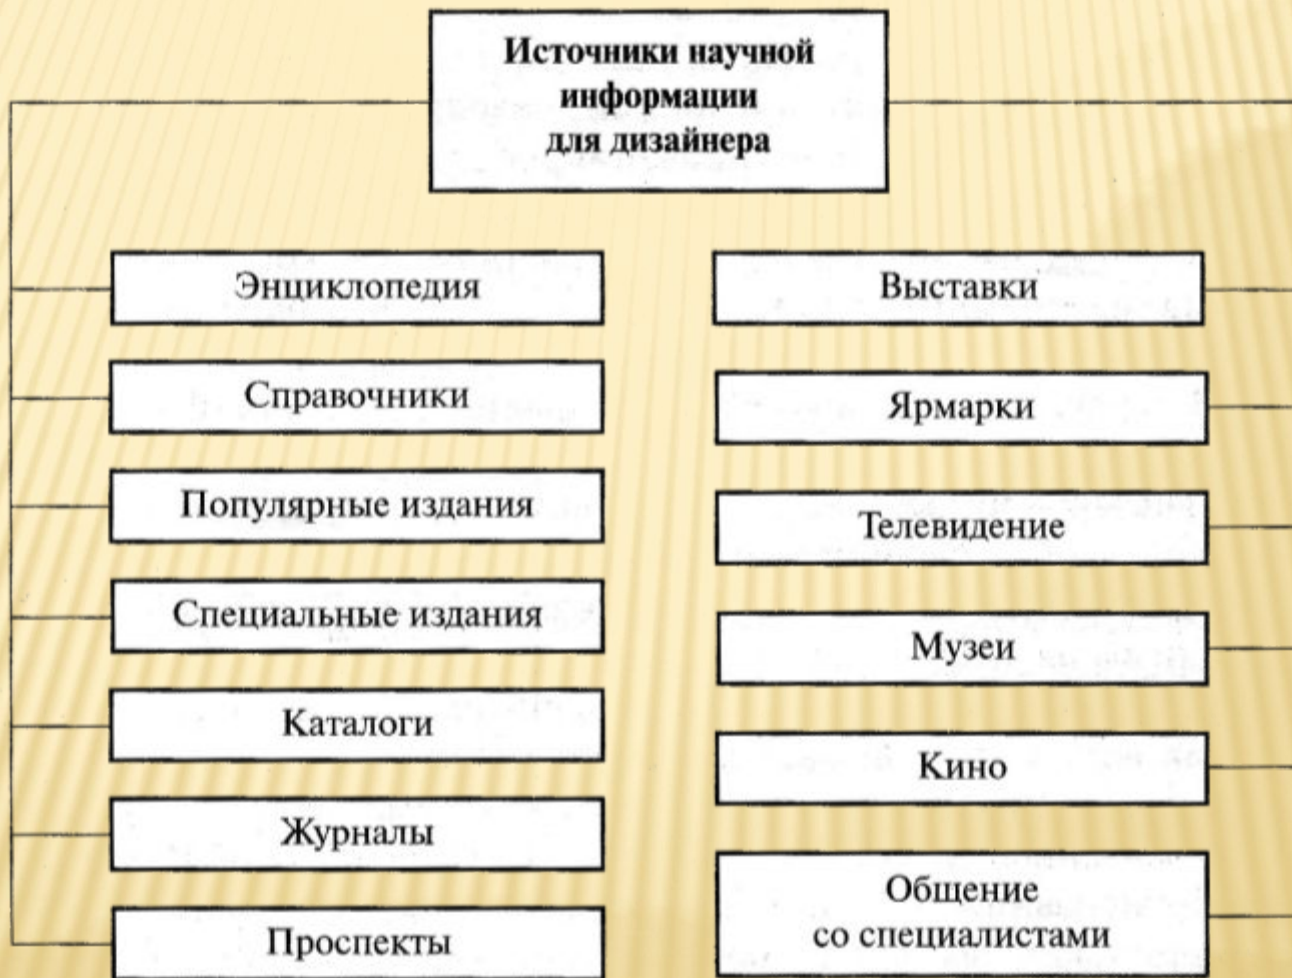 Источники научной
информации
для дизайнера
Энциклопедия
Справочники
Популярные издания
Специальные издания
Каталоги
Журналы
Проспекты
Выставки
Ярмарки
Телевидение
Музеи
Кино
Общение
со специалистами